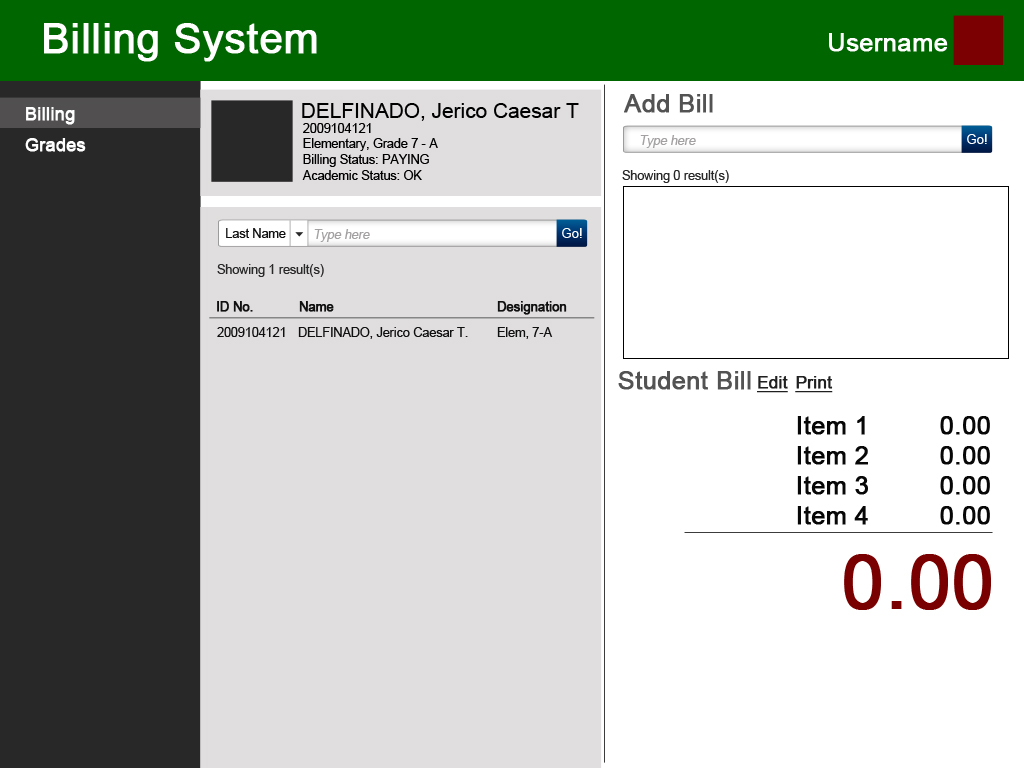 Billing System
Username
Billing
Grades
DELFINADO, Jerico Caesar T
2009104121
Elementary, Grade 7 - A
Billing Status: PAYING
Academic Status: OK
Last Name Type here Go!
Showing 1 result(s)
ID No. Name Designation
2009104121 DELFINADO, Jerico Caesar T. Elem, 7-A
Add Bill
Type here Go!
Showing 0 result(s)
Student Bill Edit Print
Item 1 0.00
Item 2 0.00
Item 3 0.00
Item 4 0.00
0.00